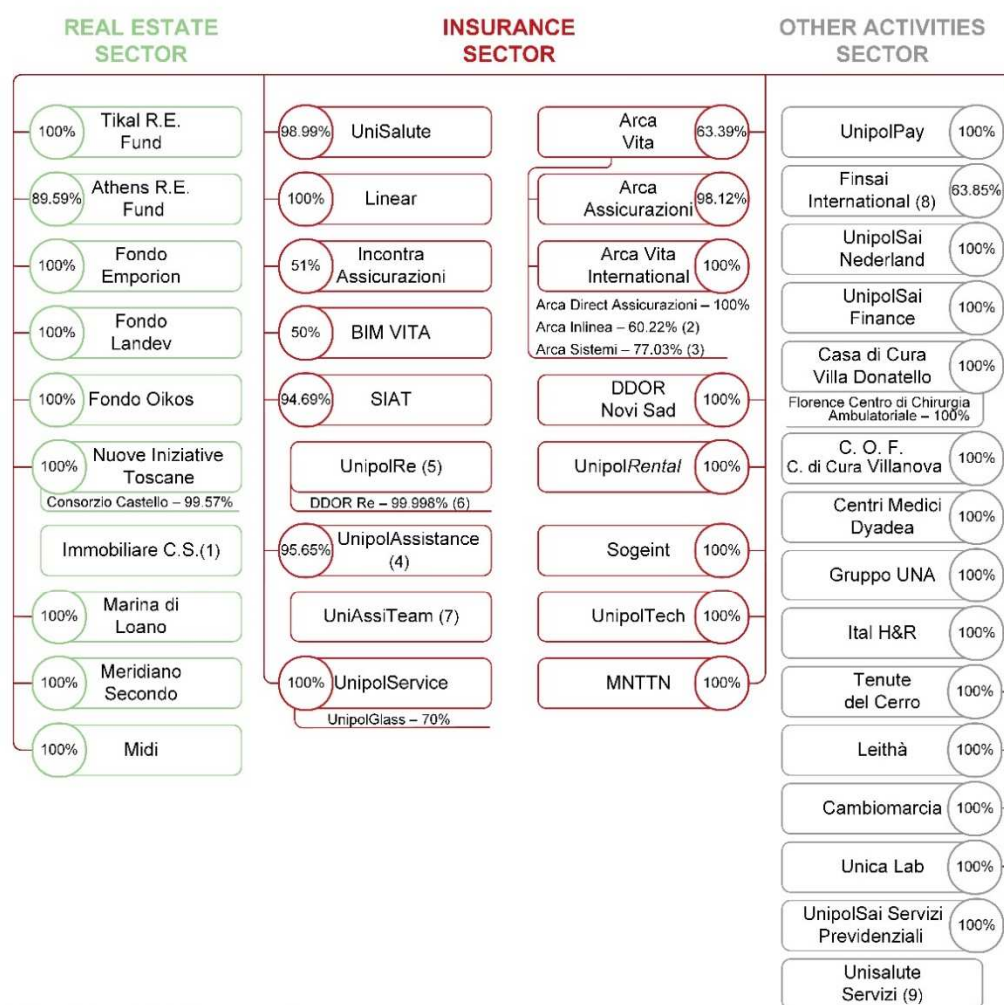 REAL ESTATE
SECTOR
100%
Tikal R.E.
Fund
89.59%
Athens R.E.
Fund
100%
Fondo
Emporion
100%
Fondo
Landev
100%
Fondo Oikos
100%
Nuove Iniziative
Toscane
Consorzio Castello – 99.57%
Immobiliare C.S.(1)
100%
Marina di
Loano
100%
Meridiano
Secondo
100%
Midi
INSURANCE
SECTOR
98.99%
UniSalute
100%
Linear
51%
Incontra
Assicurazioni
50%
BIM VITA
94.69%
SIAT
UnipolRe (5)
DDOR Re – 99.998% (6)
95.65%
UnipolAssistance
(4)
UniAssiTeam (7)
100%
UnipolService
UnipolGlass – 70%
Arca
Vita
63.39%
Arca
Assicurazioni
98.12%
Arca Vita
International
100%
Arca Direct Assicurazioni – 100%
Arca Inlinea – 60.22% (2)
Arca Sistemi – 77.03% (3)
DDOR
Novi Sad
100%
UnipolRental
100%
Sogeint
100%
UnipolTech
100%
MNTTN
100%
OTHER ACTIVITIES
SECTOR
UnipolPay
100%
Finsai
International (8)
63.85%
UnipolSai
Nederland
100%
UnipolSai
Finance
100%
Casa di Cura
Villa Donatello
100%
Florence Centro di Chirurgia
Ambulatoriale – 100%
C. O. F.
C. di Cura Villanova
100%
Centri Medici
Dyadea
100%
Gruppo UNA
100%
Ital H&R
100%
Tenute
del Cerro
100%
Leithà
100%
Cambiomarcia
100%
Unica Lab
100%
UnipolSai Servizi
Previdenziali
100%
Unisalute
Servizi (9)